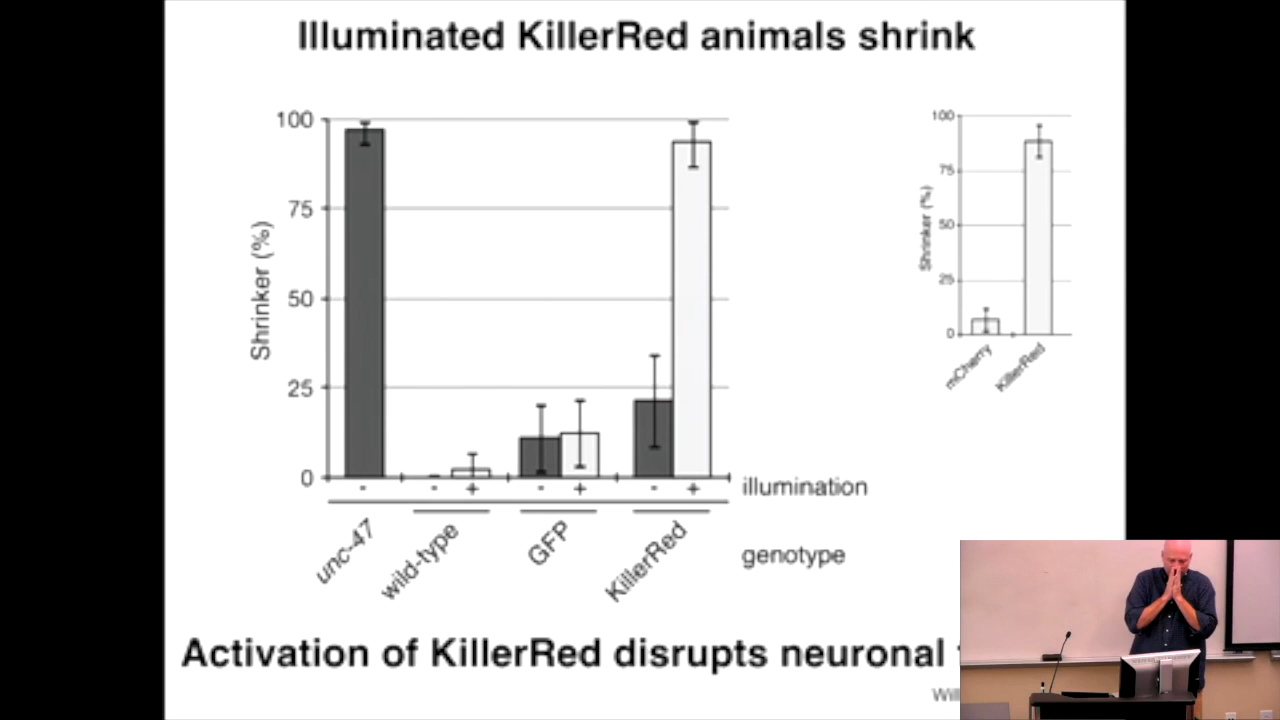 Illuminated KillerRed animals shrink
100
75
50
25
0
Shrinker (%)
- - + - + - + illumination
unc-47 wild-type GFP KillerRed genotype
100
75
50
25
0
Shrinker (%)
mCherry KillerRed
Activation of KillerRed disrupts neuronal